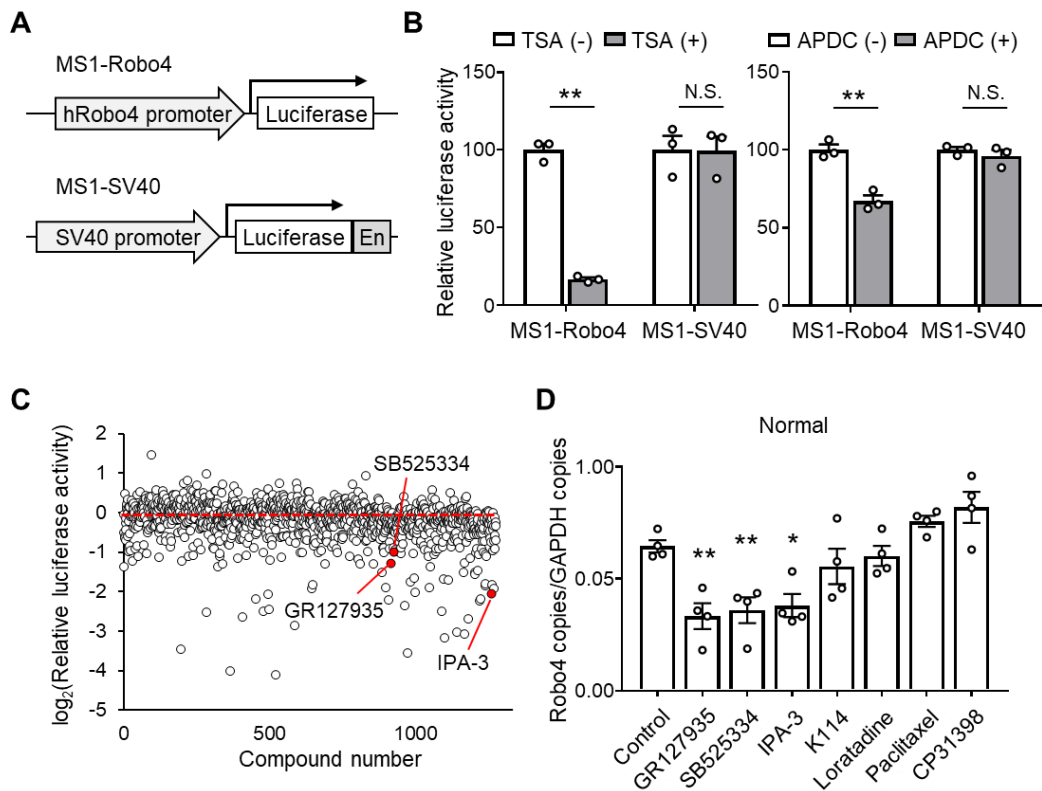 A
MS1-Robo4
hRobo4 promoter
Luciferase
MS1-SV40
SV40 promoter
Luciferase
En
B
TSA (-)
TSA (+)
Relative luciferase activity
150
100
50
0
**
N.S.
MS1-Robo4
MS1-SV40
APDC (-)
APDC (+)
150
100
50
0
**
N.S.
MS1-Robo4
MS1-SV40
C
log2(Relative luciferase activity)
2
1
0
-1
-2
-3
-4
-5
SB525334
GR127935
IPA-3
0
500
1000
Compound number
D
Normal
Robo4 copies/GAPDH copies
1.00
0.05
0.00
**
**
*
Control
GR127935
SB525334
IPA-3
K114
Loratadine
Paclitaxel
CP31398